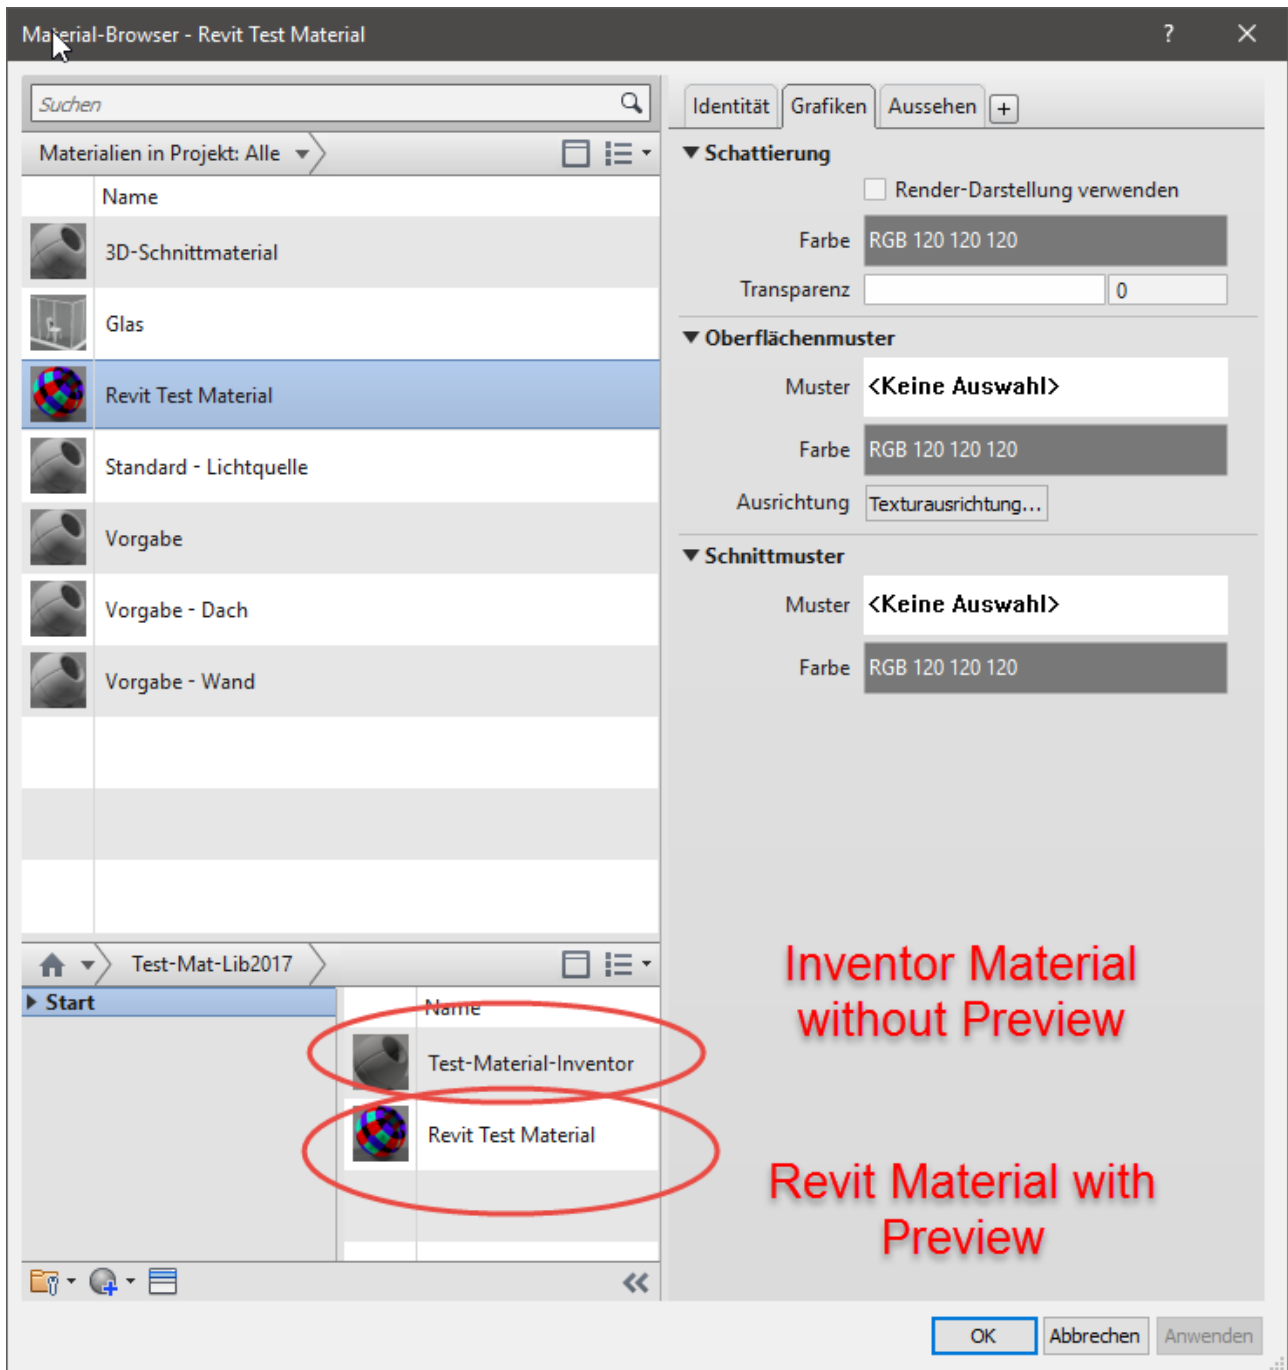 Material-Browser - Revit Test Material
?
Suchen
Identität Grafiken Aussehen
Materialien in Projekt: Alle
Name
3D-Schnittmaterial
Glas
Revit Test Material
Standard - Lichtquelle
Vorgabe
Vorgabe - Dach
Vorgabe - Wand
Schattierung
Render-Darstellung verwenden
Farbe RGB 120 120 120
Transparenz 0
Oberflächenmuster
Muster <Keine Auswahl>
Farbe RGB 120 120 120
Ausrichtung Texturausrichtung...
Schnittmuster
Muster <Keine Auswahl>
Farbe RGB 120 120 120
Test-Mat-Lib2017
Start
Name
Test-Material-Inventor
Revit Test Material
Inventor Material
without Preview
Revit Material with
Preview
OK Abbrechen Anwenden